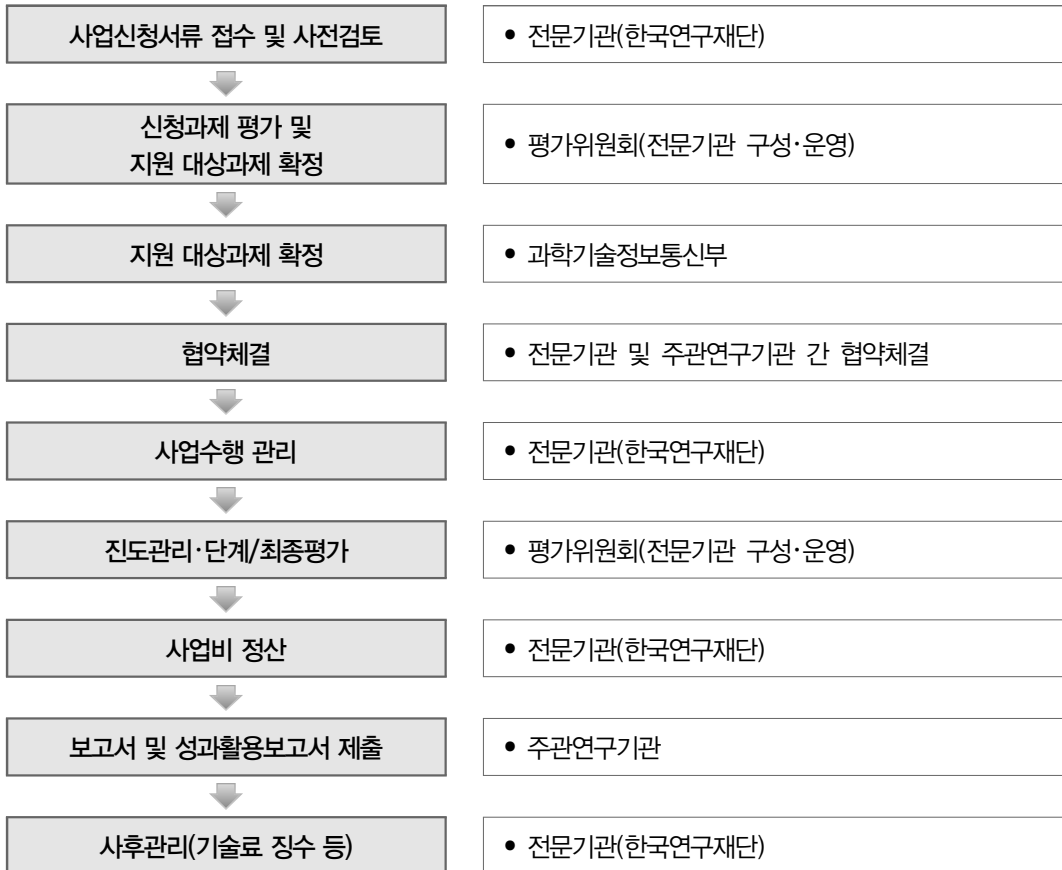 사업신청서류 접수 및 사전검토
• 전문기관(한국연구재단)
신청과제 평가 및
지원 대상과제 확정
• 평가위원회(전문기관 구성·운영)
지원 대상과제 확정
• 과학기술정보통신부
협약체결
• 전문기관 및 주관연구기관 간 협약체결
사업수행 관리
• 전문기관(한국연구재단)
진도관리·단계/최종평가
• 평가위원회(전문기관 구성·운영)
사업비 정산
• 전문기관(한국연구재단)
보고서 및 성과활용보고서 제출
• 주관연구기관
사후관리(기술료 징수 등)
• 전문기관(한국연구재단)